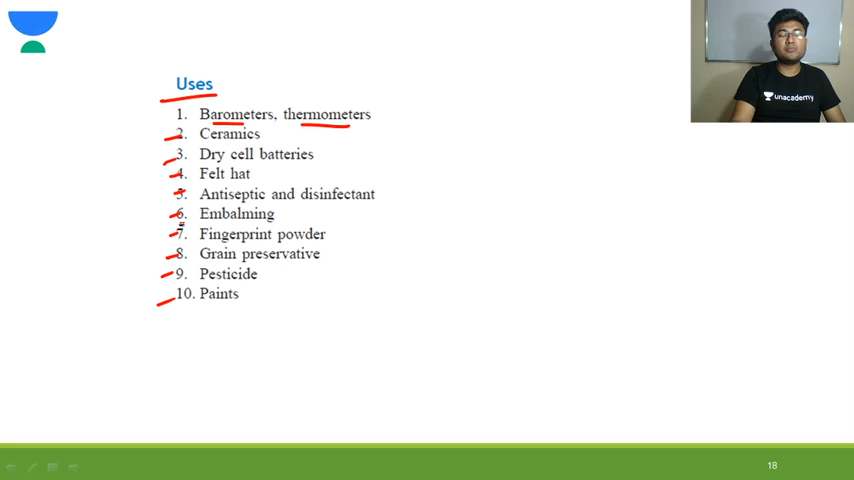 Uses
1. Barometers, thermometers
2. Ceramics
3. Dry cell batteries
4. Felt hat
5. Antiseptic and disinfectant
6. Embalming
7. Fingerprint powder
8. Grain preservative
9. Pesticide
10. Paints
unacademy
18